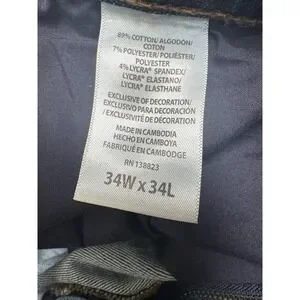 89% COTTON/ ALGODÓN/
COTON
7% POLYESTER/ POLIÉSTER/
POLYESTER
4% LYCRA® SPANDEX/
LYCRA® ELASTANO/
LYCRA® ELASTHANE
EXCLUSIVE OF DECORATION/
EXCLUSIVO PARA DECORACIÓN
/ EXCLUSIVITÉ DE DÉCORATION
MADE IN CAMBODIA
HECHO EN CAMBOYA
FABRIQUÉ EN CAMBODGE
RN 138823
34W x 34L